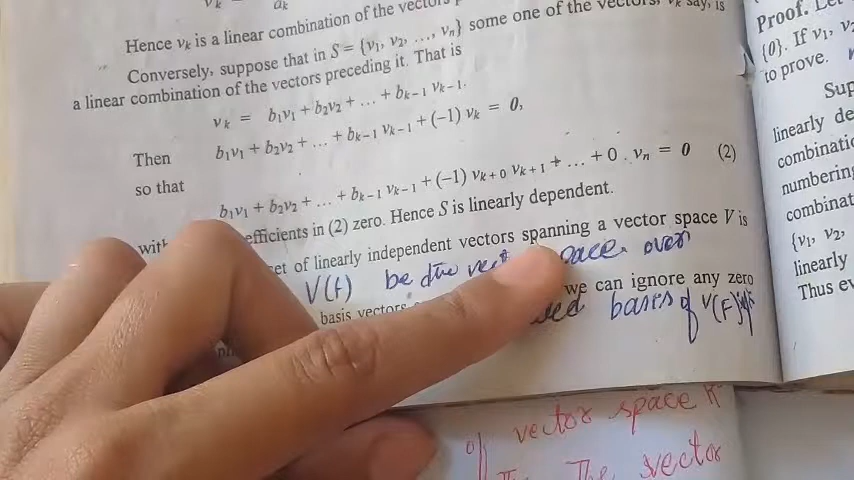 Hence vk is a linear combination of the vectors
Conversely, suppose that in S = {v1, v2, ..., vn} some one of the vectors, vk say, is
a linear combination of the vectors preceding it. That is
vk = b1v1 + b2v2 + ... + bk−1 vk−1.
Then b1v1 + b2v2 + ... + bk−1 vk−1 + (−1) vk = 0,
so that
b1v1 + b2v2 + ... + bk−1 vk−1 + (−1) vk+0 vk+1 + ... + 0 . vn = 0 (2)
efficients in (2) zero. Hence S is linearly dependent.
set of linearly independent vectors spanning a vector space V is
V(F) be the vect space over
basis vectors we can ignore any zero
bases of V(F)
Proof.
{0}. If v1, v2
to prove.
Sup
linearly de
combinatio
numbering
combinat
{v1, v2,
linearly
Thus ev
of vector space
The vector